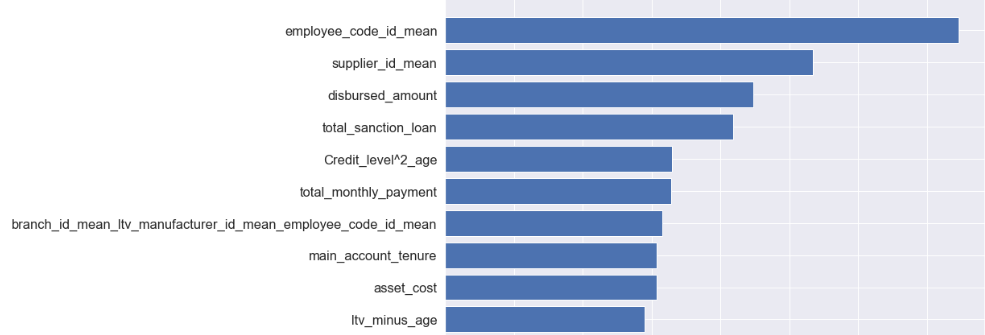 employee_code_id_mean
supplier_id_mean
disbursed_amount
total_sanction_loan
Credit_level^2_age
total_monthly_payment
branch_id_mean_ltv_manufacturer_id_mean_employee_code_id_mean
main_account_tenure
asset_cost
ltv_minus_age